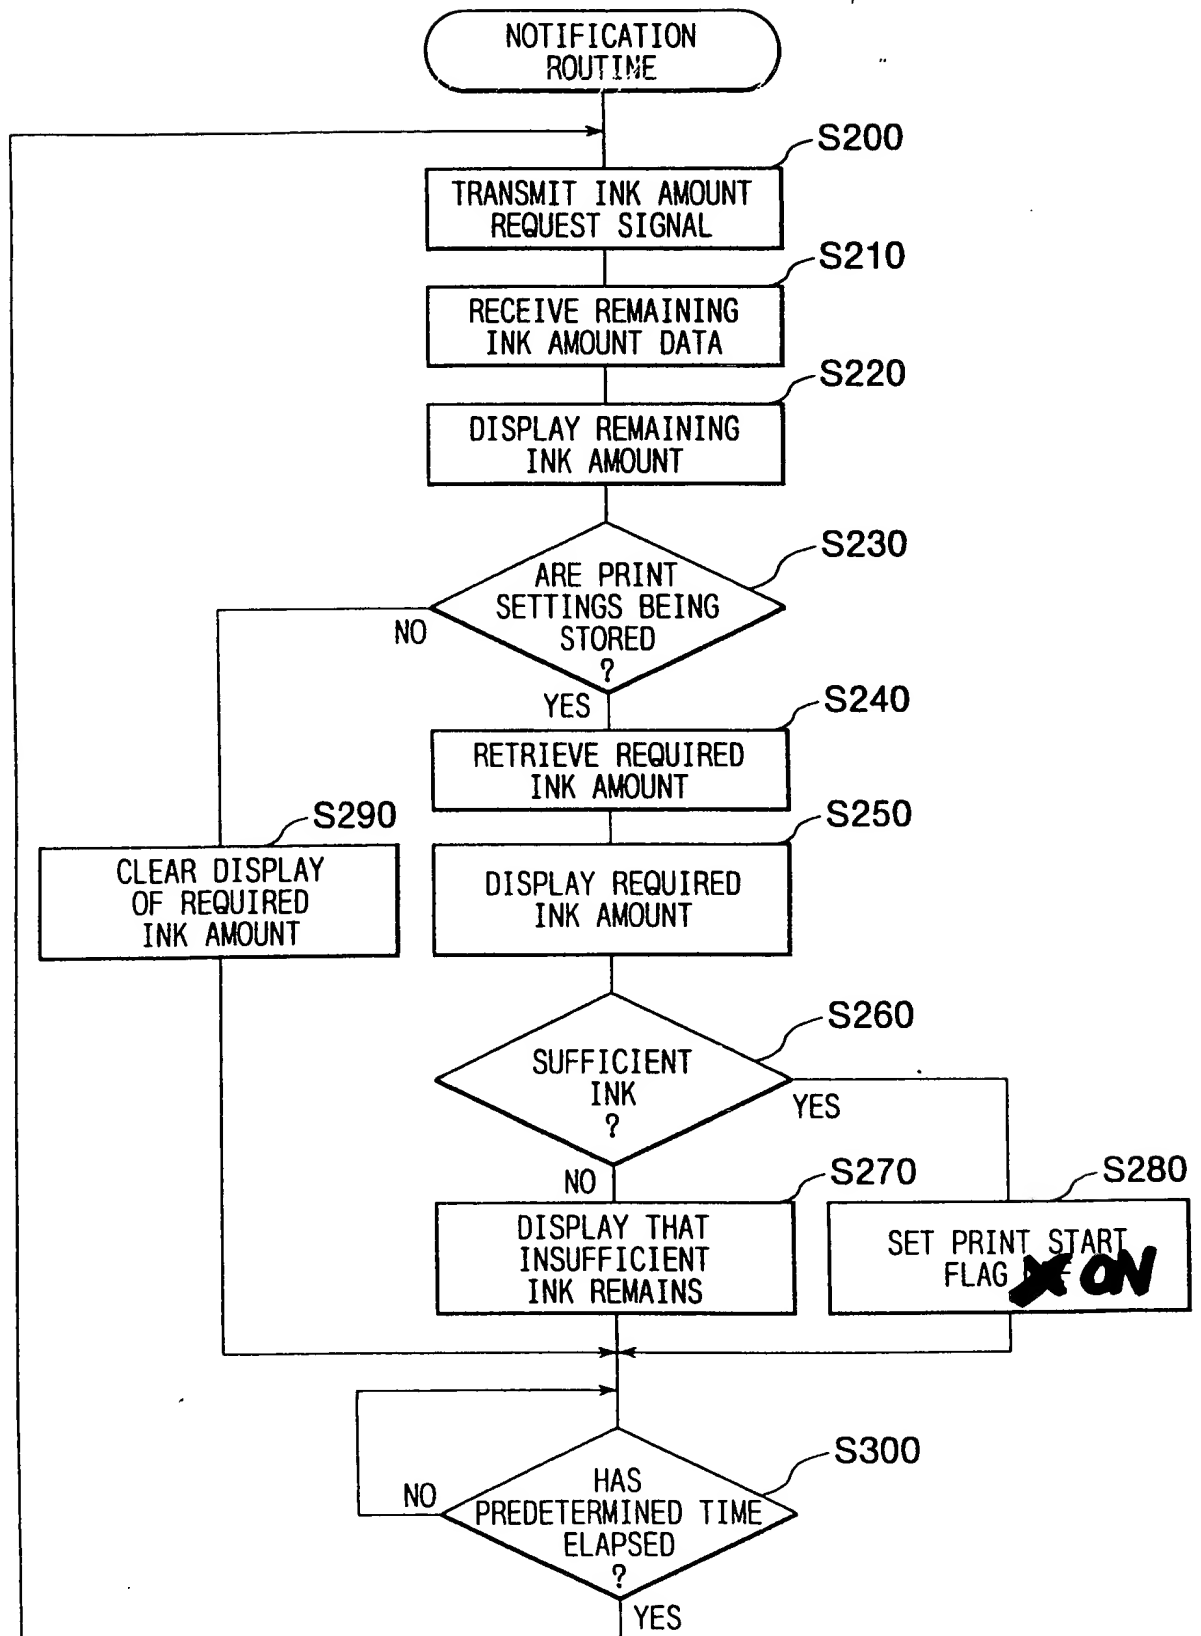 NOTIFICATION
ROUTINE
S200
TRANSMIT INK AMOUNT
REQUEST SIGNAL
S210
RECEIVE REMAINING
INK AMOUNT DATA
S220
DISPLAY REMAINING
INK AMOUNT
S230
ARE PRINT
SETTINGS BEING
STORED
?
NO
YES
S240
RETRIEVE REQUIRED
INK AMOUNT
S290
CLEAR DISPLAY
OF REQUIRED
INK AMOUNT
S250
DISPLAY REQUIRED
INK AMOUNT
S260
SUFFICIENT
INK
?
YES
NO
S270
DISPLAY THAT
INSUFFICIENT
INK REMAINS
S280
SET PRINT START
FLAG ON
S300
HAS
PREDETERMINED TIME
ELAPSED
?
NO
YES